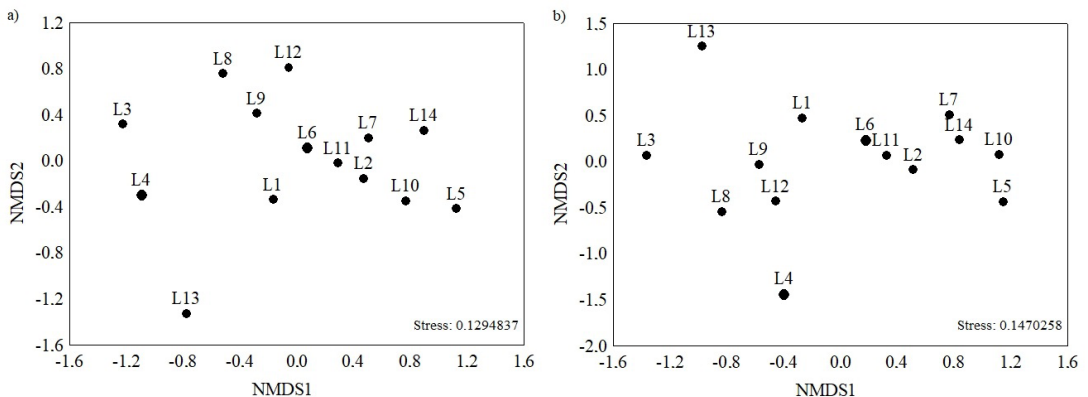 a)
1.2
0.8
0.4
0.0
-0.4
-0.8
-1.2
-1.6
NMDS2
L8
L12
L3
L9
L6
L7
L14
L11
L4
L2
L1
L10
L5
L13
Stress: 0.1294837
-1.6 -1.2 -0.8 -0.4 0.0 0.4 0.8 1.2 1.6
NMDS1
b)
1.5
1.0
0.5
0.0
-0.5
-1.0
-1.5
-2.0
NMDS2
L13
L1
L7
L6
L14
L3
L11
L10
L9
L2
L8
L12
L5
L4
Stress: 0.1470258
-1.6 -1.2 -0.8 -0.4 0.0 0.4 0.8 1.2 1.6
NMDS1